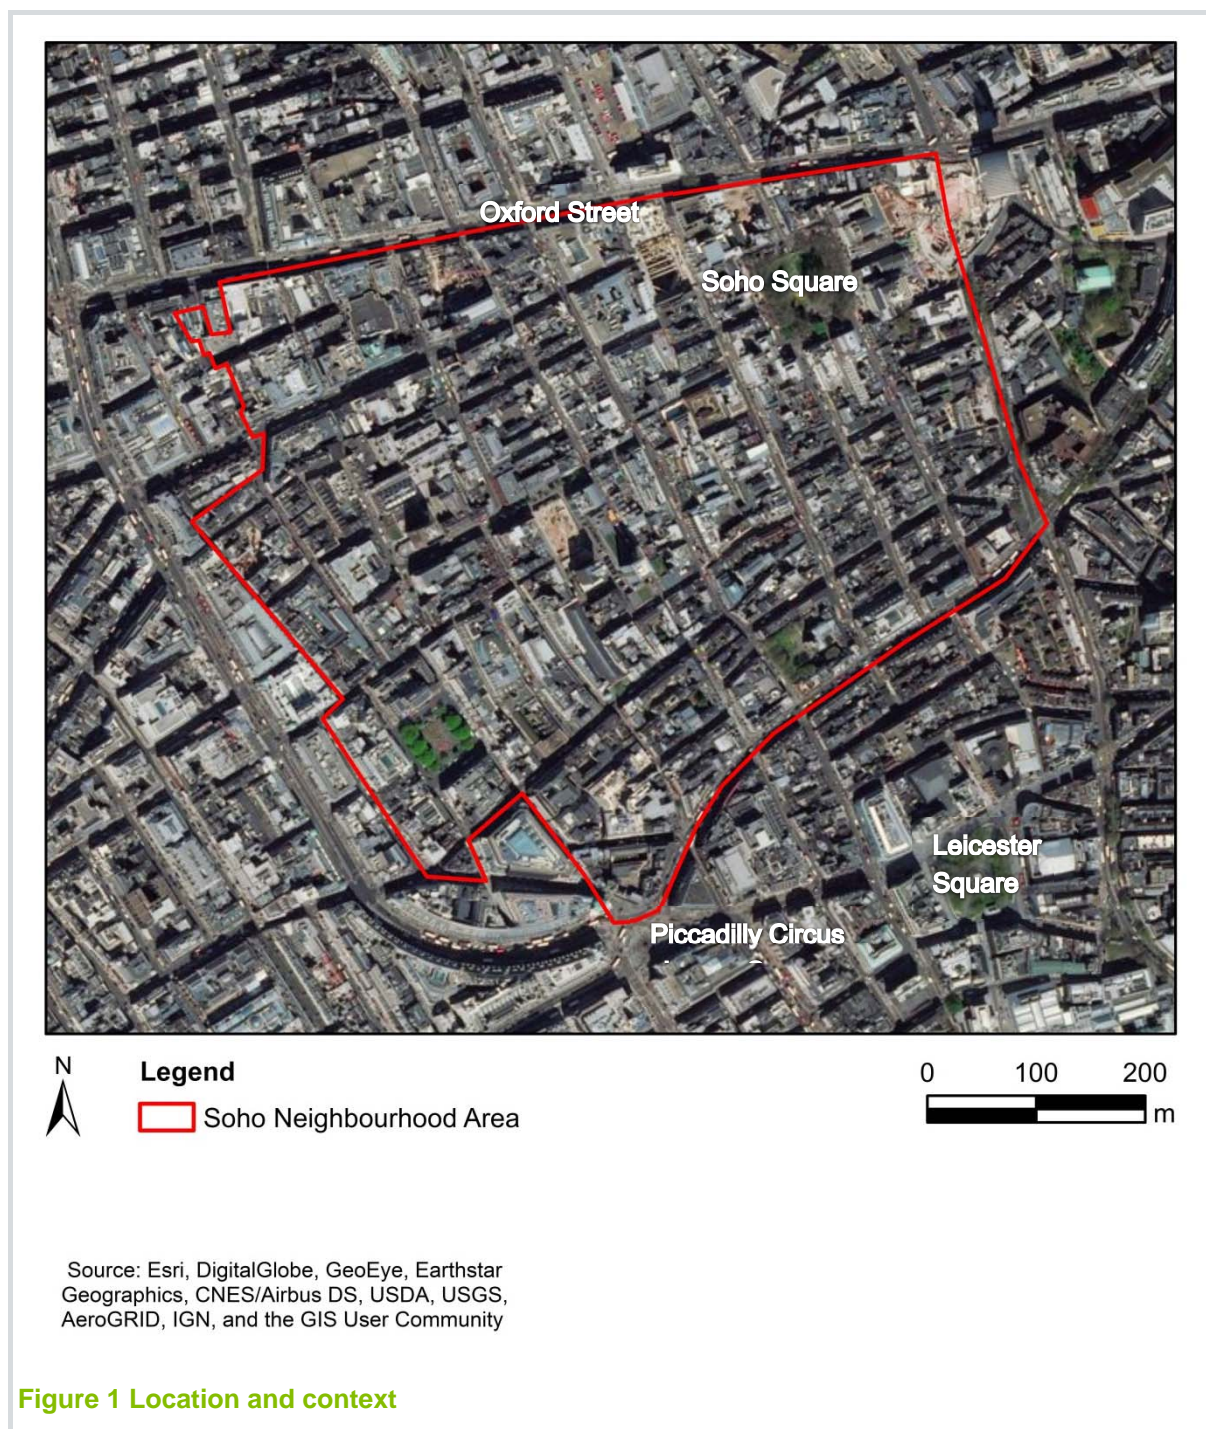 Oxford Street
Soho Square
Leicester
Square
Piccadilly Circus
N
Legend
Soho Neighbourhood Area
0 100 200
m
Source: Esri, DigitalGlobe, GeoEye, Earthstar
Geographics, CNES/Airbus DS, USDA, USGS,
AeroGRID, IGN, and the GIS User Community
Figure 1 Location and context